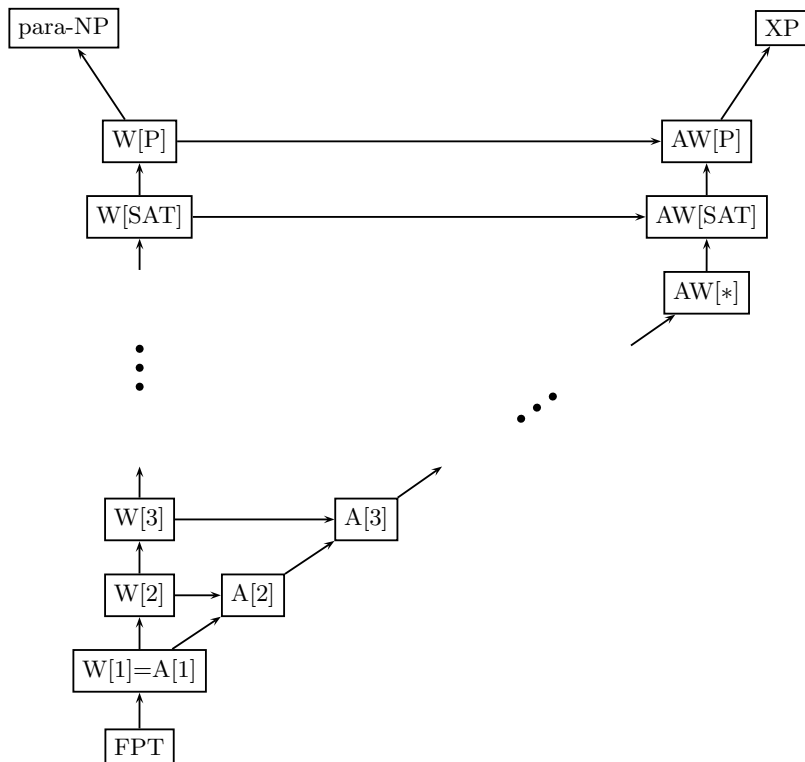 para-NP
XP
W[P]
AW[P]
W[SAT]
AW[SAT]
AW[*]
W[3]
A[3]
W[2]
A[2]
W[1]=A[1]
FPT